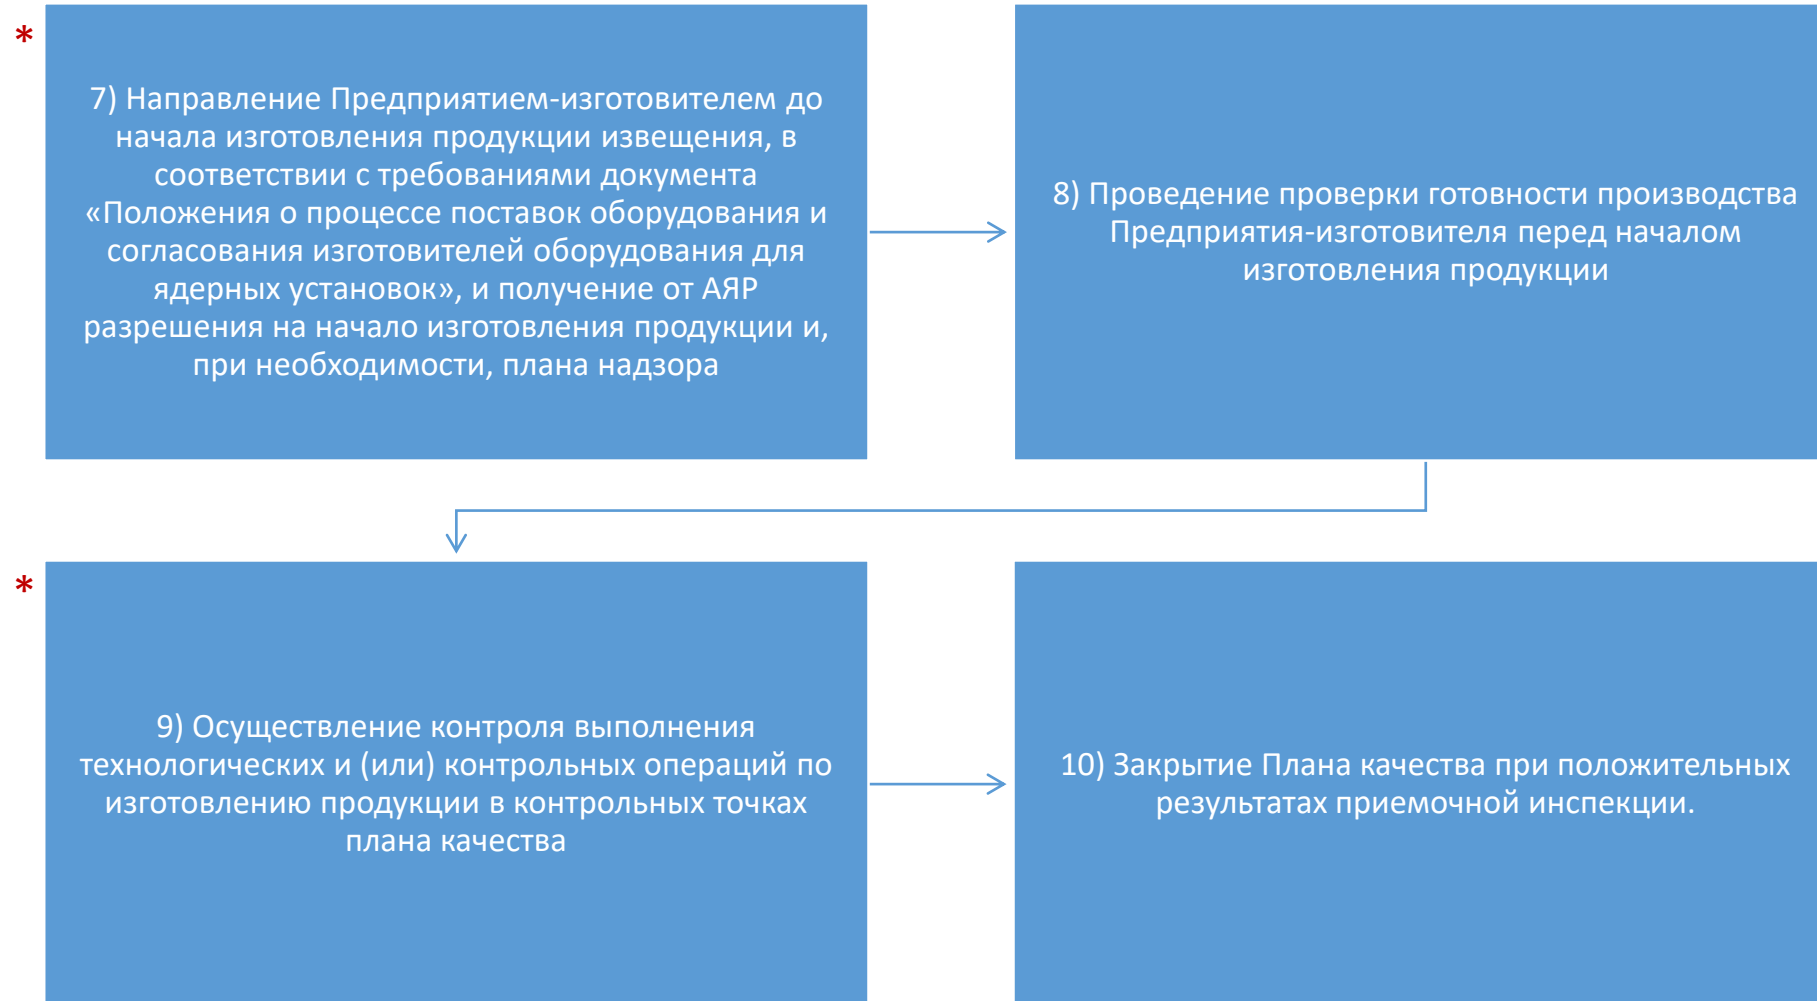 *
7) Направление Предприятием-изготовителем до
начала изготовления продукции извещения, в
соответствии с требованиями документа
«Положения о процессе поставок оборудования и
согласования изготовителей оборудования для
ядерных установок», и получение от АЯР
разрешения на начало изготовления продукции и,
при необходимости, плана надзора
8) Проведение проверки готовности производства
Предприятия-изготовителя перед началом
изготовления продукции
*
9) Осуществление контроля выполнения
технологических и (или) контрольных операций по
изготовлению продукции в контрольных точках
плана качества
10) Закрытие Плана качества при положительных
результатах приемочной инспекции.